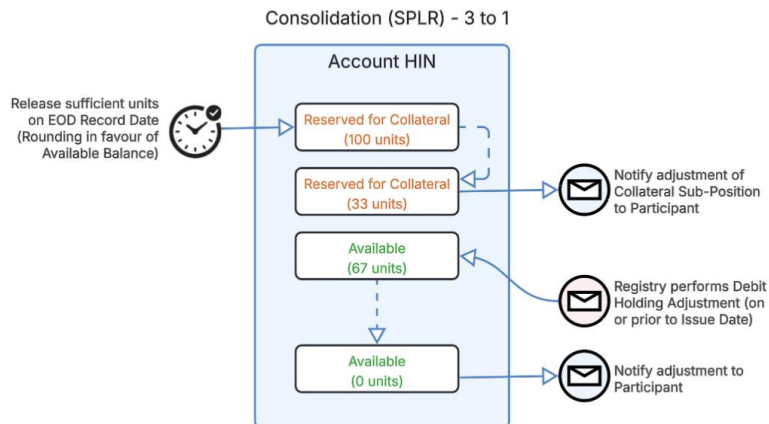 Consolidation (SPLR) - 3 to 1
Account HIN
Release sufficient units
on EOD Record Date
(Rounding in favour of
Available Balance)
Reserved for Collateral
(100 units)
Reserved for Collateral
(33 units)
Notify adjustment of
Collateral Sub-Position
to Participant
Available
(67 units)
Registry performs Debit
Holding Adjustment (on
or prior to Issue Date)
Available
(0 units)
Notify adjustment to
Participant